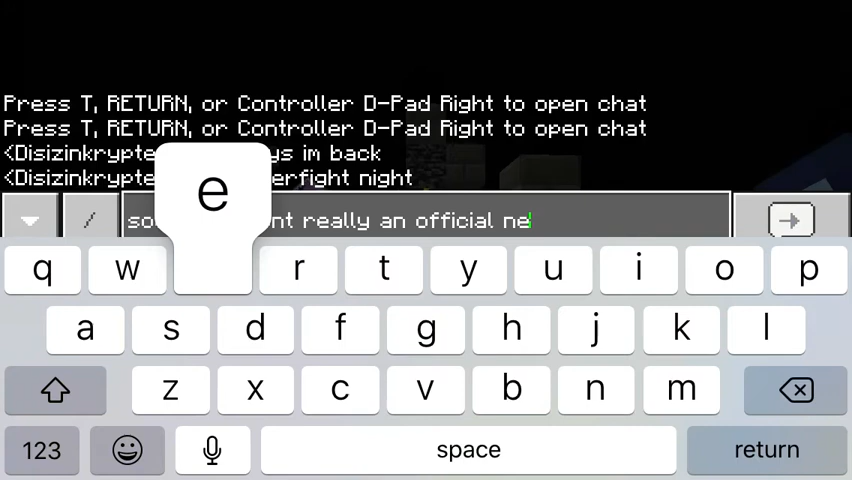 Press T, RETURN, or Controller D-Pad Right to open chat
Press T, RETURN, or Controller D-Pad Right to open chat
<Disizinkrypte ys im back
<Disizinkrypte erfight night
/ so nt really an official ne
e
q w r t y u i o p
a s d f g h j k l
z x c v b n m
123 space return